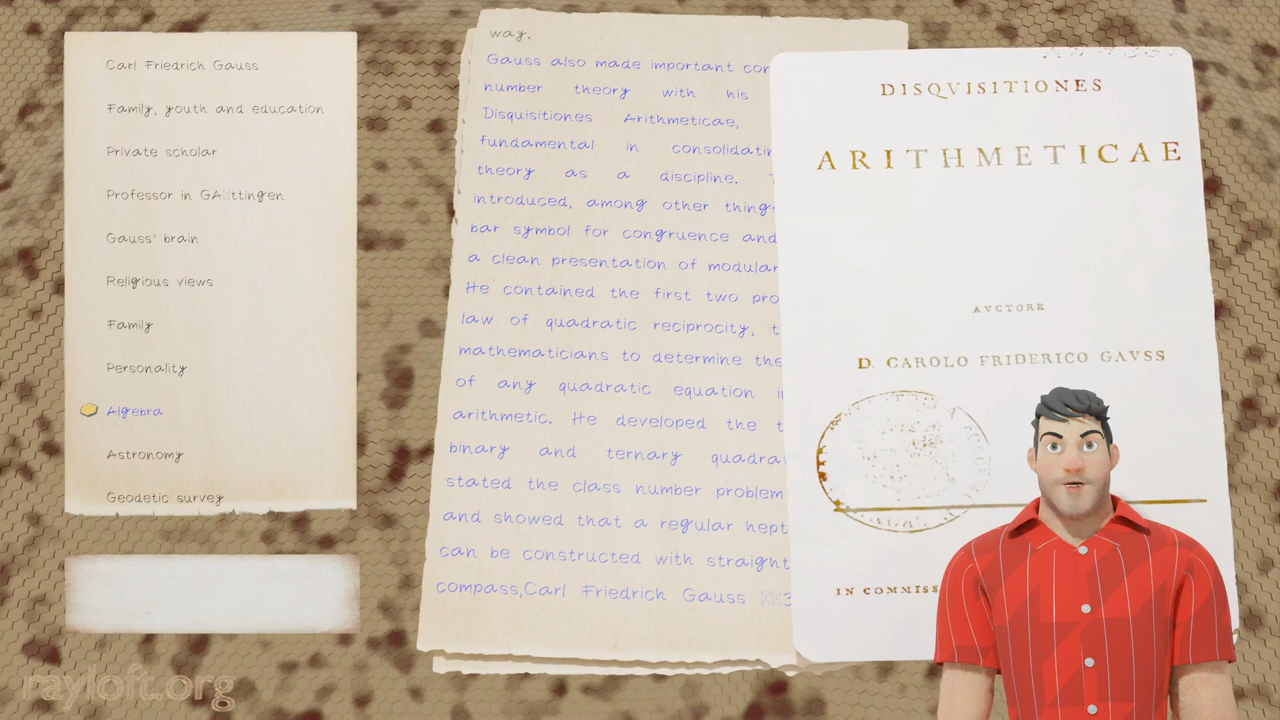 Carl Friedrich Gauss
Family, youth and education
Private scholar
Professor in GA ttingen
Gauss' brain
Religious views
Family
Personality
Algebra
Astronomy
Geodetic survey
way.
Gauss also made important con
number theory with his
Disquisitiones Arithmeticae,
fundamental in consolidatin
theory as a discipline.
introduced, among other thing
bar symbol for congruence and
a clean presentation of modular
He contained the first two pro
law of quadratic reciprocity, t
mathematicians to determine the
of any quadratic equation i
arithmetic. He developed the t
binary and ternary quadra
stated the class number problem
and showed that a regular hept
can be constructed with straight
compass,Carl Friedrich Gauss
DISQVISITIONES
ARITHMETICAE
AVCTORE
D. CAROLO FRIDERICO GAVSS
IN COMMISS
rayloft.org